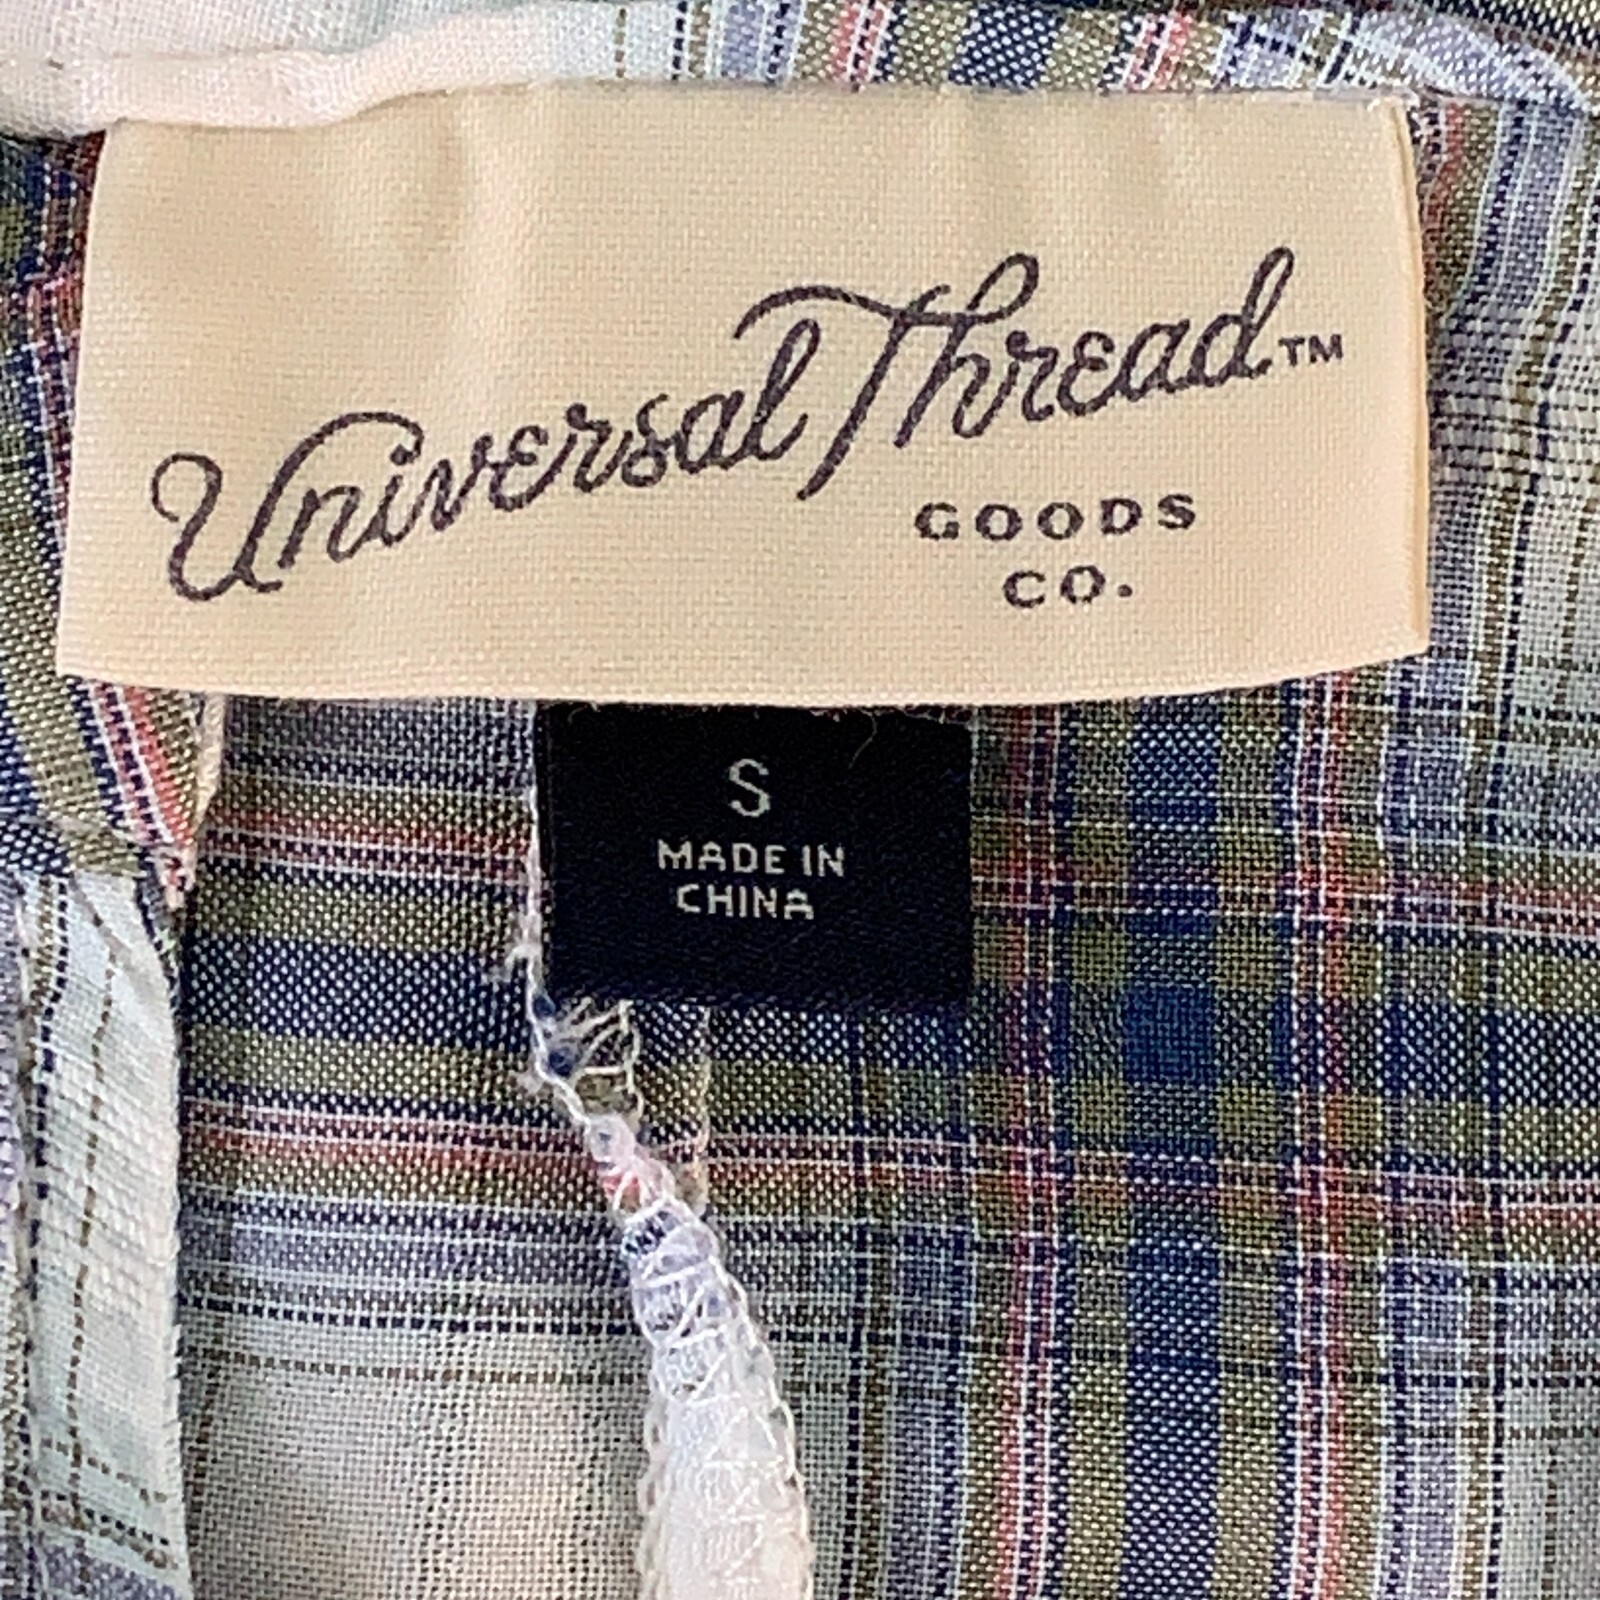 Universal Thread™
GOODS
CO.
S
MADE IN
CHINA